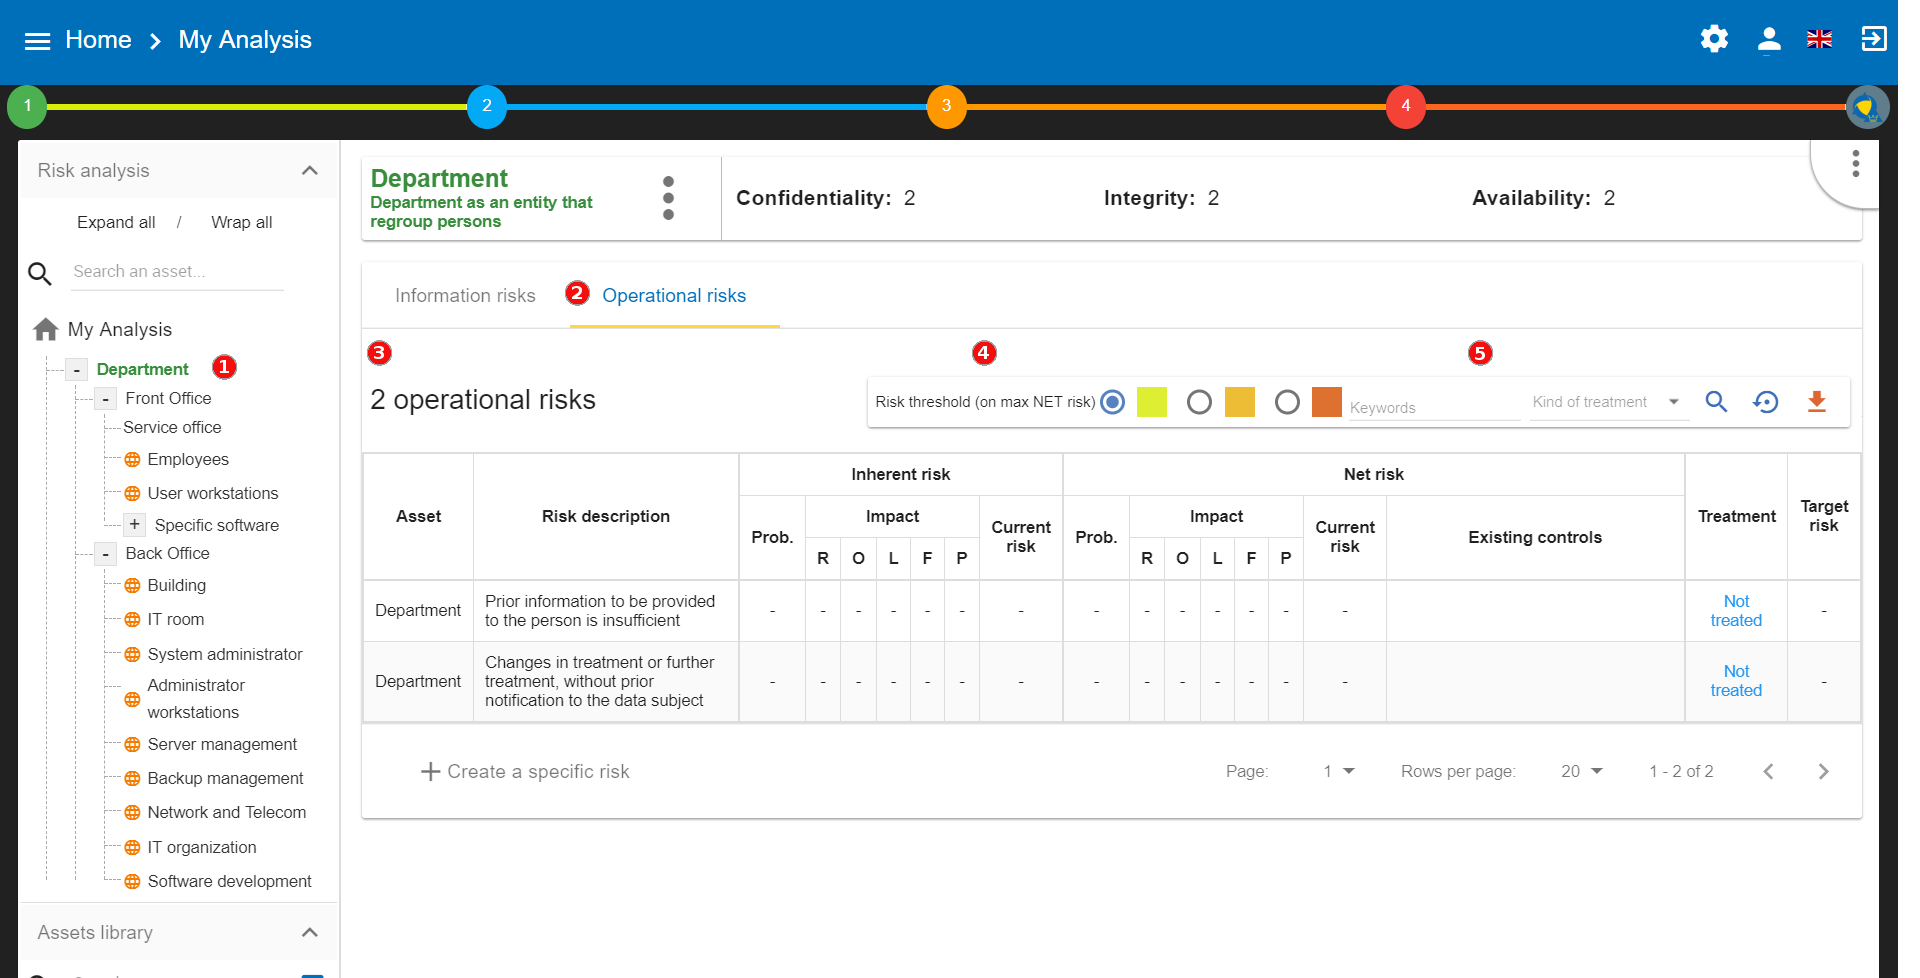 Home > My Analysis
1
2
3
4
Risk analysis
Expand all / Wrap all
Search an asset...
My Analysis
- Department 1
- Front Office
Service office
Employees
User workstations
+ Specific software
- Back Office
Building
IT room
System administrator
Administrator
workstations
Server management
Backup management
Network and Telecom
IT organization
Software development
Assets library
Department
Department as an entity that
regroup persons
Confidentiality: 2
Integrity: 2
Availability: 2
Information risks
2 Operational risks
3
4
5
2 operational risks
Risk threshold (on max NET risk)
Keywords
Kind of treatment
Asset
Risk description
Inherent risk
Net risk
Treatment
Target
risk
Prob.
Impact
Current
risk
Prob.
Impact
Current
risk
Existing controls
R O L F P
R O L F P
Department
Prior information to be provided
to the person is insufficient
- - - - - - - - - - - - - -
Not
treated
-
Department
Changes in treatment or further
treatment, without prior
notification to the data subject
- - - - - - - - - - - - - -
Not
treated
-
+ Create a specific risk
Page: 1
Rows per page: 20
1 - 2 of 2